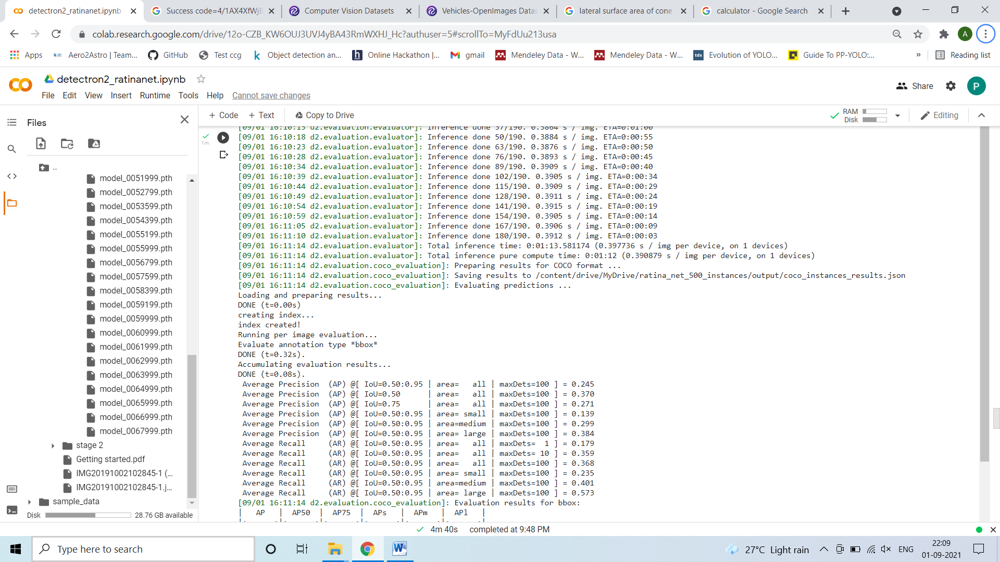 detectron2_ratinanet.ipynb
Success code=4/1AX4XfWjB
Computer Vision Datasets
Vehicles-OpenImages Datas
lateral surface area of cone
calculator - Google Search
colab.research.google.com/drive/12o-CZB_KW6OUJ3UVJ4yBA43RmWXHJ_Hc?authuser=5#scrollTo=MyFdUu213usa
A
Apps
Aero2Astro | Team...
GitHub
Test ccg
Object detection an...
Online Hackathon |...
gmail
Mendeley Data - W...
Mendeley Data - W...
tds Evolution of YOLO...
Guide To PP-YOLO:...
»
Reading list
detectron2_ratinanet.ipynb
File Edit View Insert Runtime Tools Help Cannot save changes
Share
P
Files
+ Code + Text Copy to Drive
RAM
Disk
Editing
..
model_0051999.pth
model_0052799.pth
model_0053599.pth
model_0054399.pth
model_0055199.pth
model_0055999.pth
model_0056799.pth
model_0057599.pth
model_0058399.pth
model_0059199.pth
model_0059999.pth
model_0060999.pth
model_0061999.pth
model_0062999.pth
model_0063999.pth
model_0064999.pth
model_0065999.pth
model_0066999.pth
model_0067999.pth
stage 2
Getting started.pdf
IMG20191002102845-1 (...
IMG20191002102845-1.j...
sample_data
Disk 28.76 GB available
1m
[09/01 16:10:13 d2.evaluation.evaluator]: Inference done 37/190. 0.3864 s / img. ETA=0:01:00
[09/01 16:10:18 d2.evaluation.evaluator]: Inference done 50/190. 0.3884 s / img. ETA=0:00:55
[09/01 16:10:23 d2.evaluation.evaluator]: Inference done 63/190. 0.3876 s / img. ETA=0:00:50
[09/01 16:10:28 d2.evaluation.evaluator]: Inference done 76/190. 0.3893 s / img. ETA=0:00:45
[09/01 16:10:34 d2.evaluation.evaluator]: Inference done 89/190. 0.3909 s / img. ETA=0:00:40
[09/01 16:10:39 d2.evaluation.evaluator]: Inference done 102/190. 0.3905 s / img. ETA=0:00:34
[09/01 16:10:44 d2.evaluation.evaluator]: Inference done 115/190. 0.3909 s / img. ETA=0:00:29
[09/01 16:10:49 d2.evaluation.evaluator]: Inference done 128/190. 0.3911 s / img. ETA=0:00:24
[09/01 16:10:54 d2.evaluation.evaluator]: Inference done 141/190. 0.3915 s / img. ETA=0:00:19
[09/01 16:10:59 d2.evaluation.evaluator]: Inference done 154/190. 0.3905 s / img. ETA=0:00:14
[09/01 16:11:05 d2.evaluation.evaluator]: Inference done 167/190. 0.3906 s / img. ETA=0:00:09
[09/01 16:11:10 d2.evaluation.evaluator]: Inference done 180/190. 0.3912 s / img. ETA=0:00:03
[09/01 16:11:14 d2.evaluation.evaluator]: Total inference time: 0:01:13.581174 (0.397736 s / img per device, on 1 devices)
[09/01 16:11:14 d2.evaluation.evaluator]: Total inference pure compute time: 0:01:12 (0.390879 s / img per device, on 1 devices)
[09/01 16:11:14 d2.evaluation.coco_evaluation]: Preparing results for COCO format ...
[09/01 16:11:14 d2.evaluation.coco_evaluation]: Saving results to /content/drive/MyDrive/ratina_net_500_instances/output/coco_instances_results.json
[09/01 16:11:14 d2.evaluation.coco_evaluation]: Evaluating predictions ...
Loading and preparing results...
DONE (t=0.00s)
creating index...
index created!
Running per image evaluation...
Evaluate annotation type *bbox*
DONE (t=0.32s).
Accumulating evaluation results...
DONE (t=0.08s).
Average Precision (AP) @[ IoU=0.50:0.95 | area= all | maxDets=100 ] = 0.245
Average Precision (AP) @[ IoU=0.50 | area= all | maxDets=100 ] = 0.370
Average Precision (AP) @[ IoU=0.75 | area= all | maxDets=100 ] = 0.271
Average Precision (AP) @[ IoU=0.50:0.95 | area= small | maxDets=100 ] = 0.139
Average Precision (AP) @[ IoU=0.50:0.95 | area=medium | maxDets=100 ] = 0.299
Average Precision (AP) @[ IoU=0.50:0.95 | area= large | maxDets=100 ] = 0.384
Average Recall (AR) @[ IoU=0.50:0.95 | area= all | maxDets= 1 ] = 0.179
Average Recall (AR) @[ IoU=0.50:0.95 | area= all | maxDets= 10 ] = 0.359
Average Recall (AR) @[ IoU=0.50:0.95 | area= all | maxDets=100 ] = 0.368
Average Recall (AR) @[ IoU=0.50:0.95 | area= small | maxDets=100 ] = 0.235
Average Recall (AR) @[ IoU=0.50:0.95 | area=medium | maxDets=100 ] = 0.401
Average Recall (AR) @[ IoU=0.50:0.95 | area= large | maxDets=100 ] = 0.573
[09/01 16:11:14 d2.evaluation.coco_evaluation]: Evaluation results for bbox:
| AP | AP50 | AP75 | APs | APm | APl |
4m 40s completed at 9:48 PM
Type here to search
27°C Light rain
ENG
22:09
01-09-2021